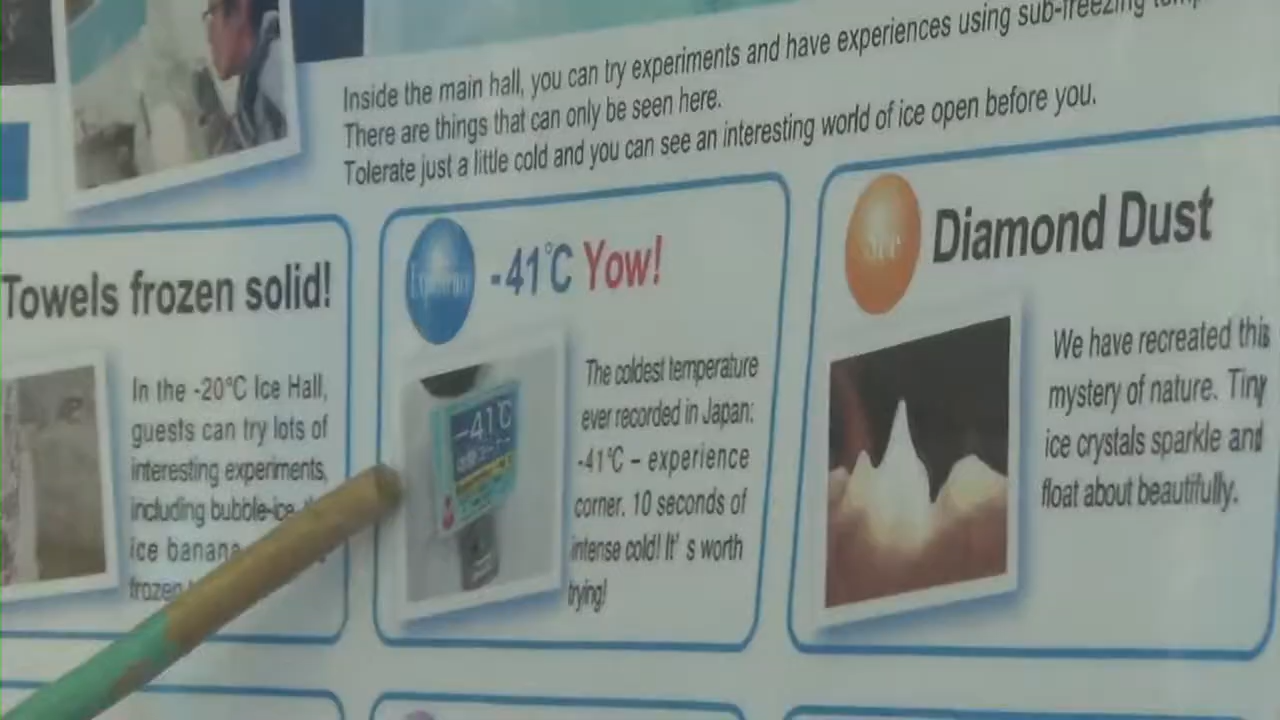 Inside the main hall, you can try experiments and have experiences using sub-freezing
There are things that can only be seen here.
Tolerate just a little cold and you can see an interesting world of ice open before you.
Towels frozen solid!
In the -20°C Ice Hall,
guests can try lots of
interesting experiments,
including bubble-ice,
ice banana
frozen
-41°C Yow!
-41°C
The coldest temperature
ever recorded in Japan:
-41°C – experience
corner. 10 seconds of
intense cold! It' s worth
trying!
Diamond Dust
We have recreated this
mystery of nature. Tiny
ice crystals sparkle and
float about beautifully.